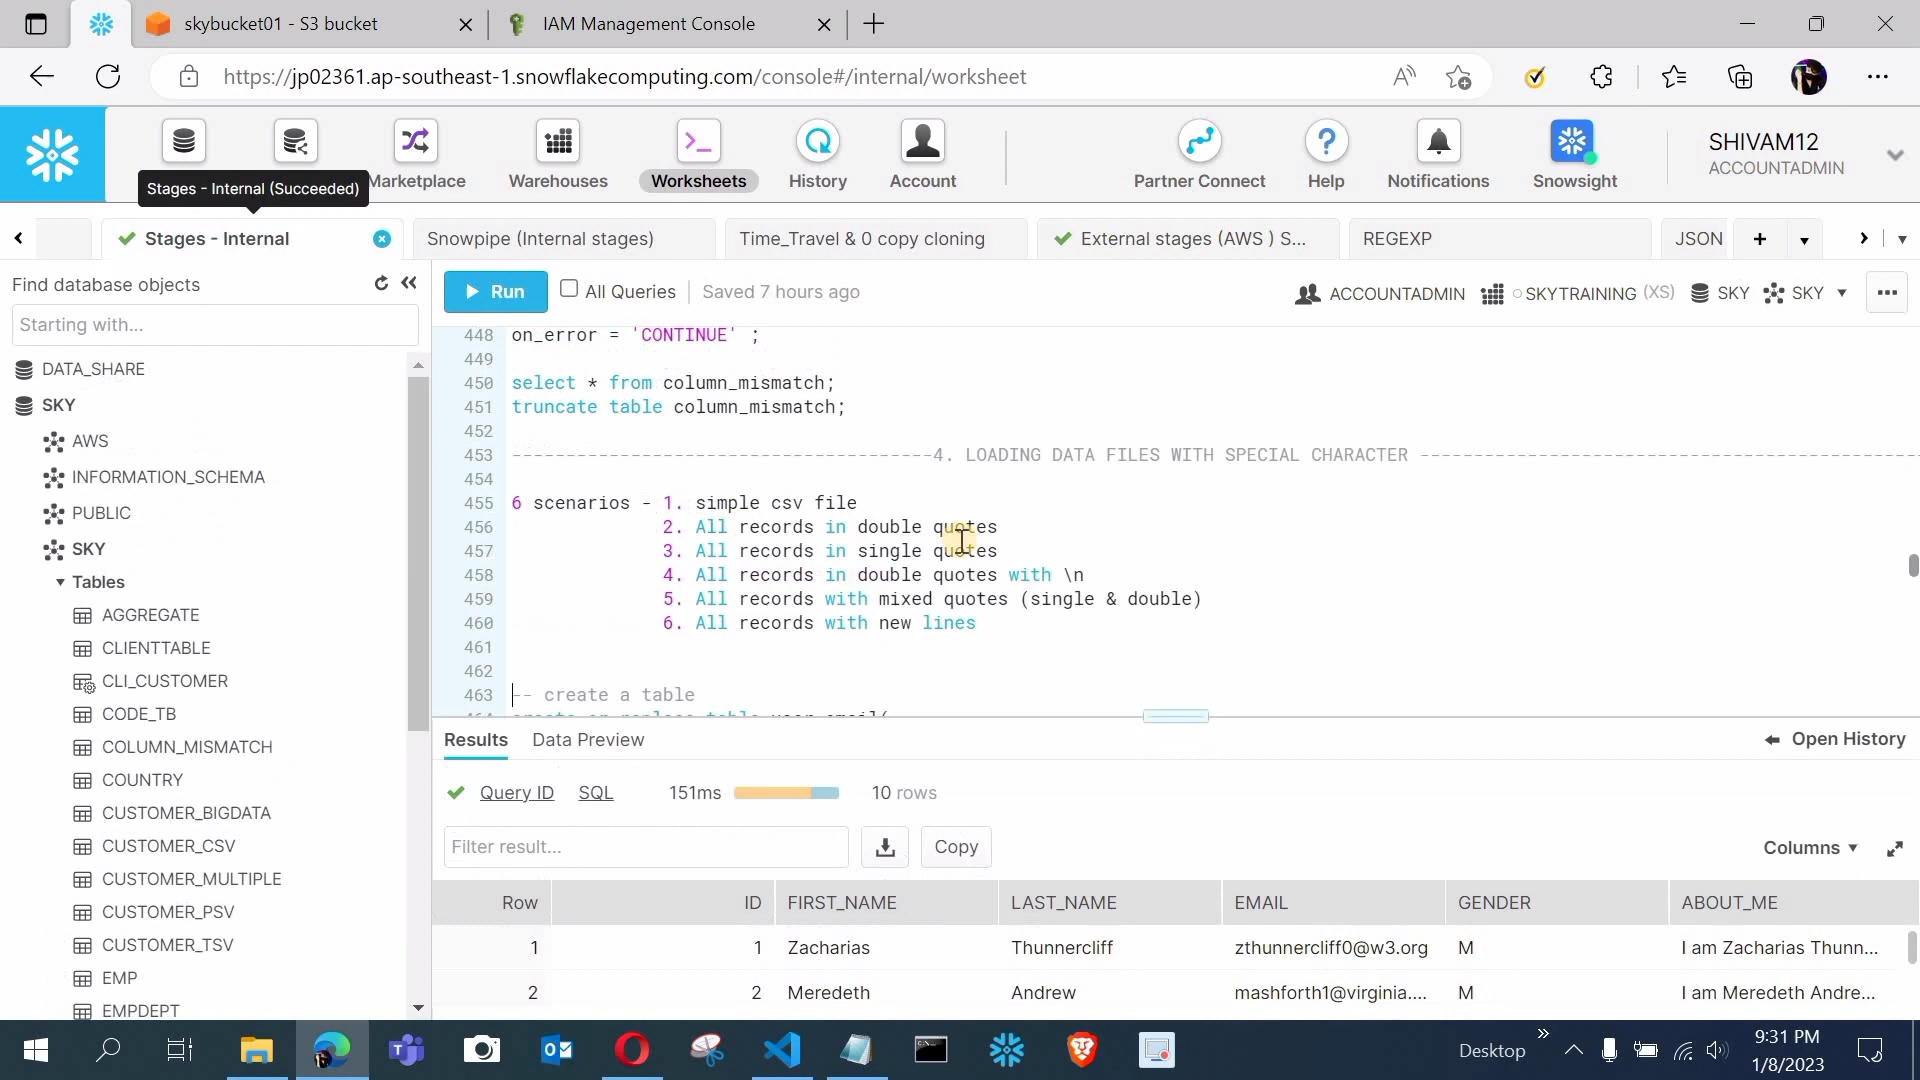 skybucket01 - S3 bucket
IAM Management Console
https://jp02361.ap-southeast-1.snowflakecomputing.com/console#/internal/worksheet
Stages - Internal (Succeeded)
Marketplace
Warehouses
Worksheets
History
Account
Partner Connect
Help
Notifications
Snowsight
SHIVAM12
ACCOUNTADMIN
Stages - Internal
Snowpipe (Internal stages)
Time_Travel & 0 copy cloning
External stages (AWS ) S...
REGEXP
JSON
Find database objects
Starting with...
Run
All Queries
Saved 7 hours ago
ACCOUNTADMIN
SKYTRAINING (XS)
SKY
SKY
DATA_SHARE
SKY
AWS
INFORMATION_SCHEMA
PUBLIC
SKY
Tables
AGGREGATE
CLIENTTABLE
CLI_CUSTOMER
CODE_TB
COLUMN_MISMATCH
COUNTRY
CUSTOMER_BIGDATA
CUSTOMER_CSV
CUSTOMER_MULTIPLE
CUSTOMER_PSV
CUSTOMER_TSV
EMP
EMPDEPT
448 on_error = 'CONTINUE' ;
449
450 select * from column_mismatch;
451 truncate table column_mismatch;
452
453 ---------------------------------------4. LOADING DATA FILES WITH SPECIAL CHARACTER -----------------------------------------------
454
455 6 scenarios - 1. simple csv file
456 2. All records in double quotes
457 3. All records in single quotes
458 4. All records in double quotes with \n
459 5. All records with mixed quotes (single & double)
460 6. All records with new lines
461
462
463 -- create a table
464 create or replace table user_email(
Results
Data Preview
Open History
Query ID
SQL
151ms
10 rows
Filter result...
Copy
Columns
Row ID FIRST_NAME LAST_NAME EMAIL GENDER ABOUT_ME
1 1 Zacharias Thunnercliff zthunnercliff0@w3.org M I am Zacharias Thunn...
2 2 Meredeth Andrew mashforth1@virginia.... M I am Meredeth Andre...
Desktop
9:31 PM
1/8/2023